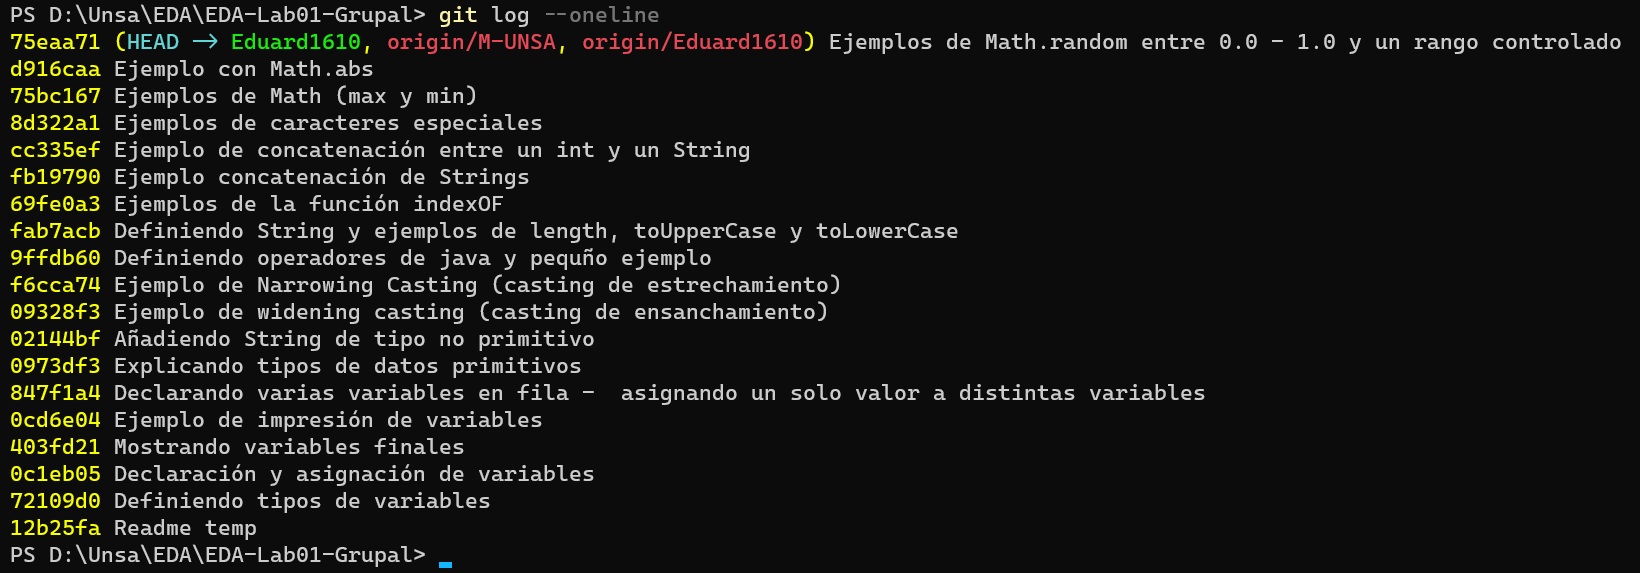 PS D:\Unsa\EDA\EDA-Lab01-Grupal> git log --oneline
75eaa71 (HEAD -> Eduard1610, origin/M-UNSA, origin/Eduard1610) Ejemplos de Math.random entre 0.0 - 1.0 y un rango controlado
d916caa Ejemplo con Math.abs
75bc167 Ejemplos de Math (max y min)
8d322a1 Ejemplos de caracteres especiales
cc335ef Ejemplo de concatenación entre un int y un String
fb19790 Ejemplo concatenación de Strings
69fe0a3 Ejemplos de la función indexOF
fab7acb Definiendo String y ejemplos de length, toUpperCase y toLowerCase
9ffdb60 Definiendo operadores de java y pequño ejemplo
f6cca74 Ejemplo de Narrowing Casting (casting de estrechamiento)
09328f3 Ejemplo de widening casting (casting de ensanchamiento)
02144bf Añadiendo String de tipo no primitivo
0973df3 Explicando tipos de datos primitivos
847f1a4 Declarando varias variables en fila -  asignando un solo valor a distintas variables
0cd6e04 Ejemplo de impresión de variables
403fd21 Mostrando variables finales
0c1eb05 Declaración y asignación de variables
72109d0 Definiendo tipos de variables
12b25fa Readme temp
PS D:\Unsa\EDA\EDA-Lab01-Grupal>